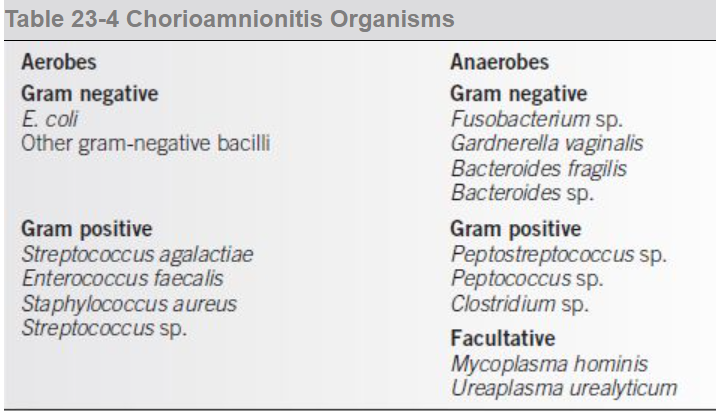 Table 23-4 Chorioamnionitis Organisms
Aerobes
Gram negative
E. coli
Other gram-negative bacilli
Gram positive
Streptococcus agalactiae
Enterococcus faecalis
Staphylococcus aureus
Streptococcus sp.
Anaerobes
Gram negative
Fusobacterium sp.
Gardnerella vaginalis
Bacteroides fragilis
Bacteroides sp.
Gram positive
Peptostreptococcus sp.
Peptococcus sp.
Clostridium sp.
Facultative
Mycoplasma hominis
Ureaplasma urealyticum